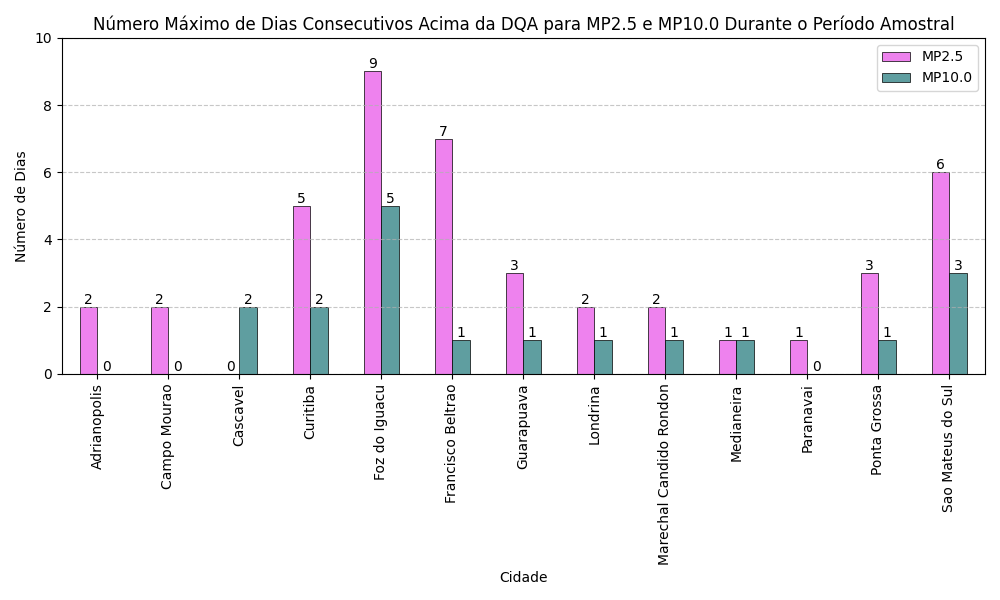 Número Máximo de Dias Consecutivos Acima da DQA para MP2.5 e MP10.0 Durante o Período Amostral
MP2.5
MP10.0
Número de Dias
10
8
6
4
2
0
2 0
2 0
0 2
5 2
9 5
7 1
3 1
2 1
2 1
1 1
1 0
3 1
6 3
Adrianopolis
Campo Mourao
Cascavel
Curitiba
Foz do Iguacu
Francisco Beltrao
Guarapuava
Londrina
Marechal Candido Rondon
Medianeira
Paranavai
Ponta Grossa
Sao Mateus do Sul
Cidade